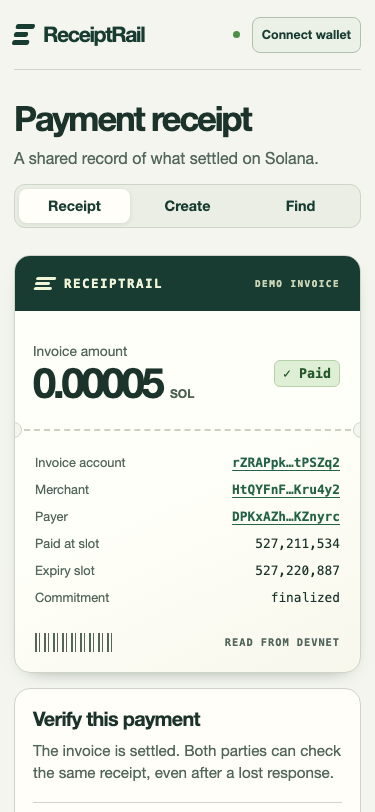 ReceiptRail
Connect wallet
Payment receipt
A shared record of what settled on Solana.
Receipt Create Find
RECEIPTRAIL DEMO INVOICE
Invoice amount
0.00005 SOL
✓ Paid
Invoice account rZRAPpk…tPSZq2
Merchant HtQYFnF…Kru4y2
Payer DPKxAZh…KZnyrc
Paid at slot 527,211,534
Expiry slot 527,220,887
Commitment finalized
READ FROM DEVNET
Verify this payment
The invoice is settled. Both parties can check
the same receipt, even after a lost response.